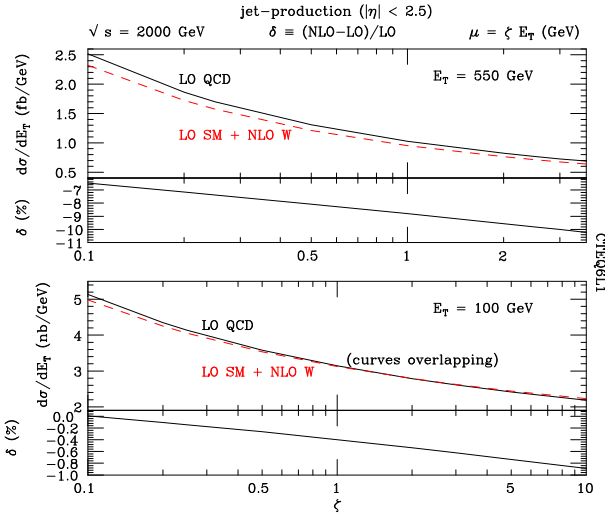 jet-production (|η| < 2.5)
√ s = 2000 GeV δ ≡ (NLO-LO)/LO μ = ζ E_T (GeV)
dσ/dE_T (fb/GeV)
2.5
2.0
1.5
1.0
0.5
LO QCD
LO SM + NLO W
E_T = 550 GeV
δ (%)
-7
-8
-9
-10
-11
0.1 0.5 1 2
CTEQ6L1
dσ/dE_T (nb/GeV)
5
4
3
2
LO QCD
LO SM + NLO W
E_T = 100 GeV
(curves overlapping)
δ (%)
0.0
-0.2
-0.4
-0.6
-0.8
-1.0
0.1 0.5 1 5 10
ζ